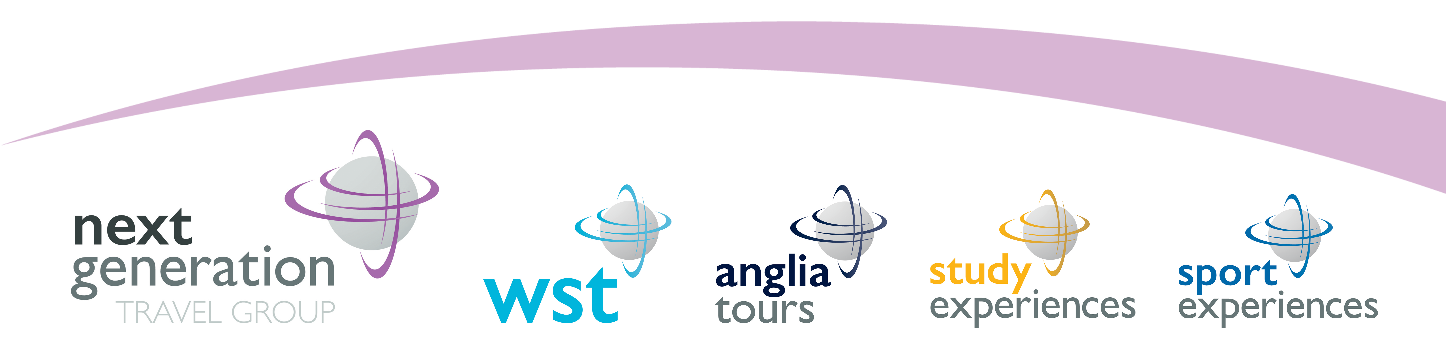 next
generation
TRAVEL GROUP
wst
anglia
tours
study
experiences
sport
experiences